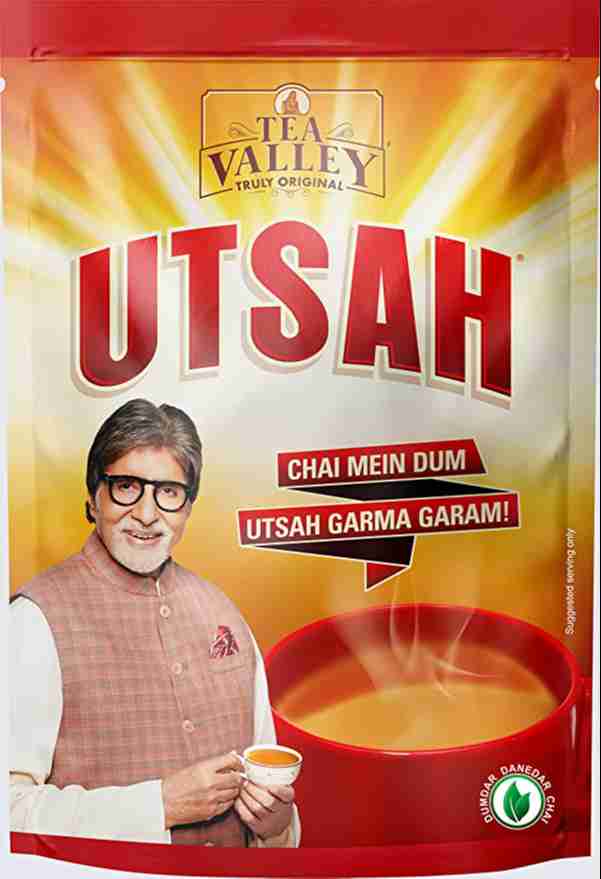 TEA
VALLEY
TRULY ORIGINAL
UTSAH
CHAI MEIN DUM
UTSAH GARMA GARAM!
Suggested serving only
DUMDAR DANEDAR CHAI